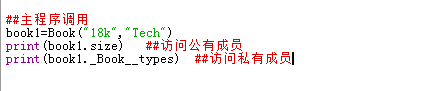 ##主程序调用
book1=Book("18k","Tech")
print(book1.size)   ##访问公有成员
print(book1._Book__types)  ##访问私有成员